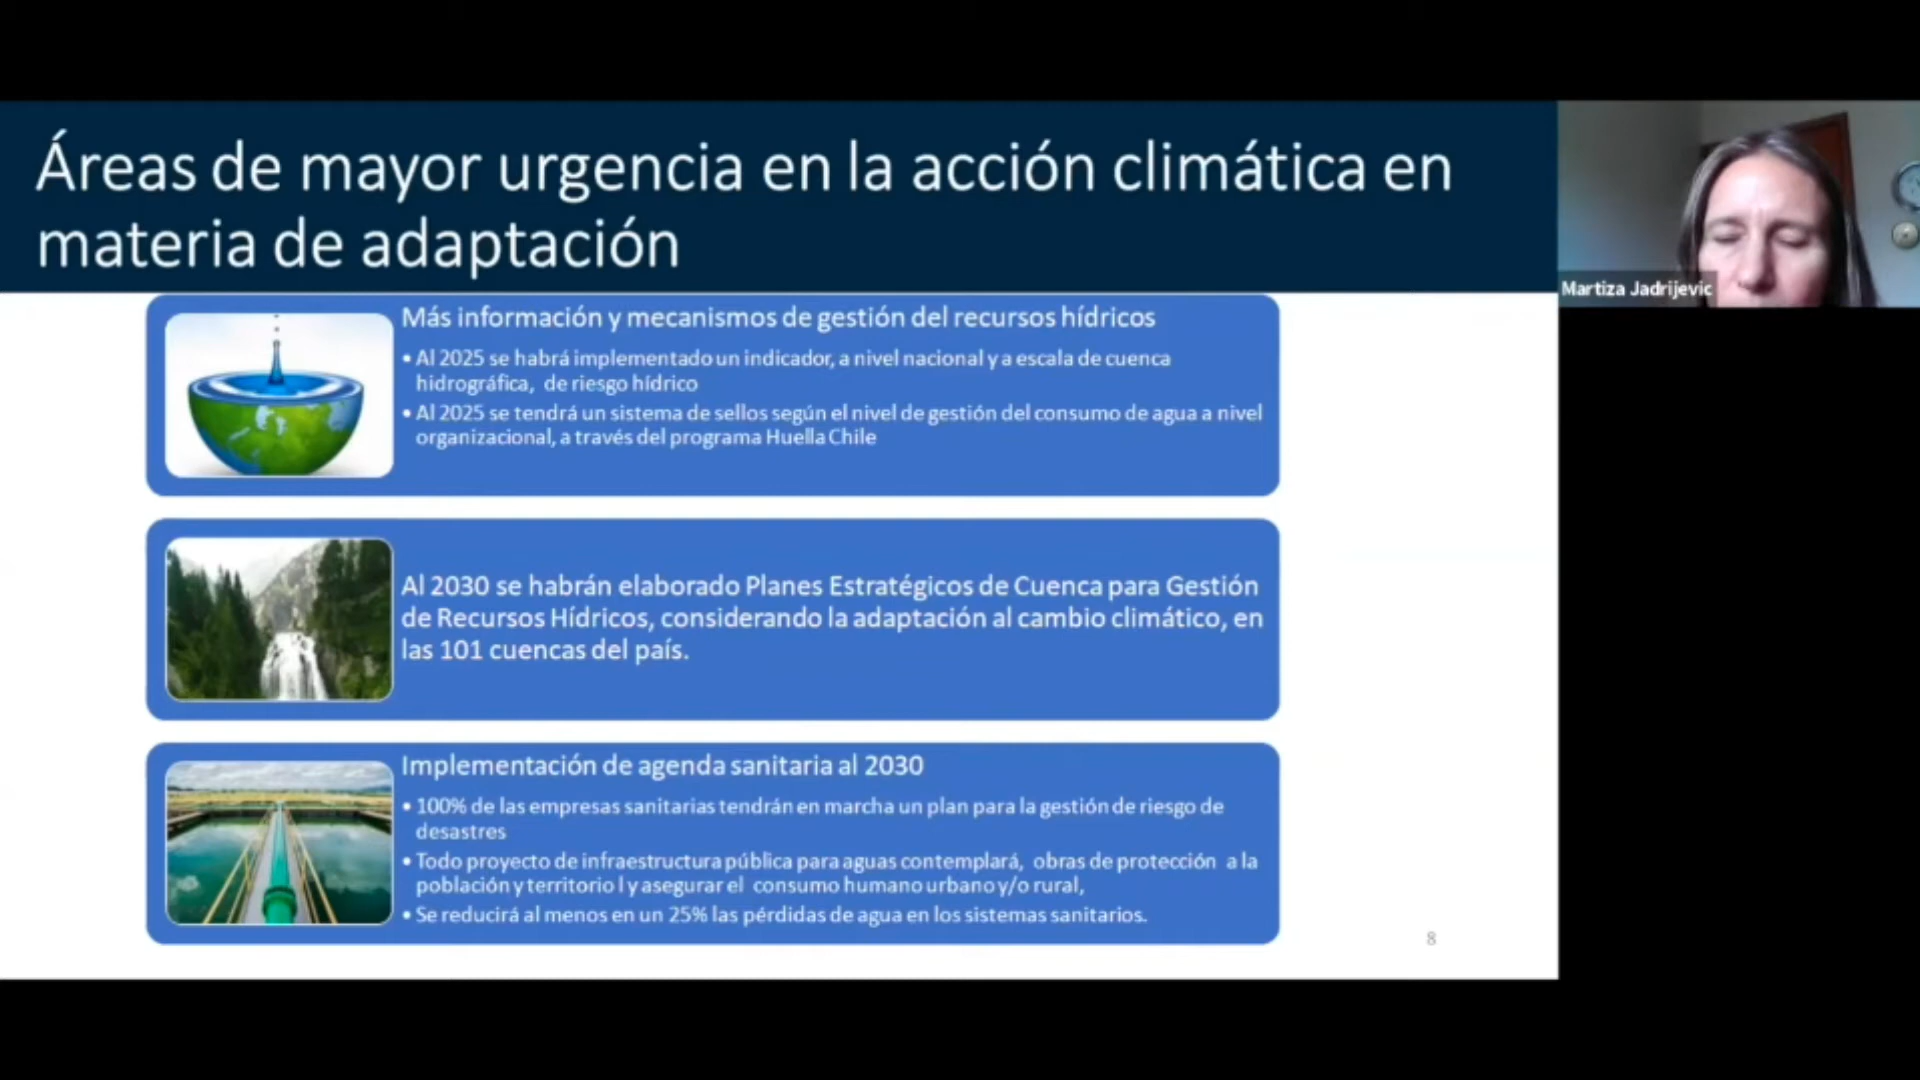 Áreas de mayor urgencia en la acción climática en
materia de adaptación
Martiza Jadrijevic
Más información y mecanismos de gestión del recursos hídricos
• Al 2025 se habrá implementado un indicador, a nivel nacional y a escala de cuenca
hidrográfica, de riesgo hídrico
• Al 2025 se tendrá un sistema de sellos según el nivel de gestión del consumo de agua a nivel
organizacional, a través del programa Huella Chile
Al 2030 se habrán elaborado Planes Estratégicos de Cuenca para Gestión
de Recursos Hídricos, considerando la adaptación al cambio climático, en
las 101 cuencas del país.
Implementación de agenda sanitaria al 2030
• 100% de las empresas sanitarias tendrán en marcha un plan para la gestión de riesgo de
desastres
• Todo proyecto de infraestructura pública para aguas contemplará, obras de protección a la
población y territorio l y asegurar el consumo humano urbano y/o rural,
• Se reducirá al menos en un 25% las pérdidas de agua en los sistemas sanitarios.
8